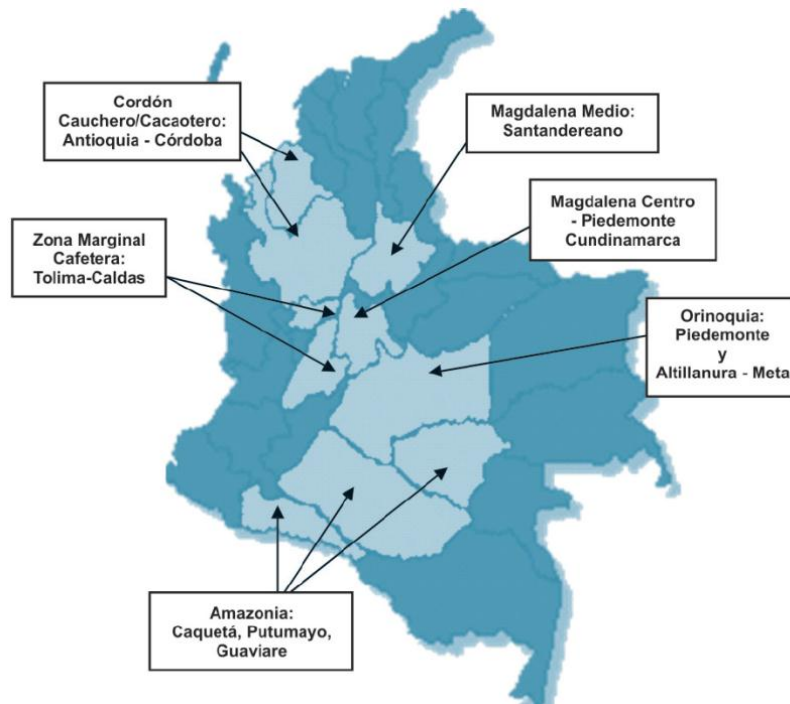 Cordón
Cauchero/Cacaotero:
Antioquia - Córdoba
Magdalena Medio:
Santandereano
Magdalena Centro
- Piedemonte
Cundinamarca
Zona Marginal
Cafetera:
Tolima-Caldas
Orinoquia:
Piedemonte
y
Altillanura - Meta
Amazonia:
Caquetá, Putumayo,
Guaviare